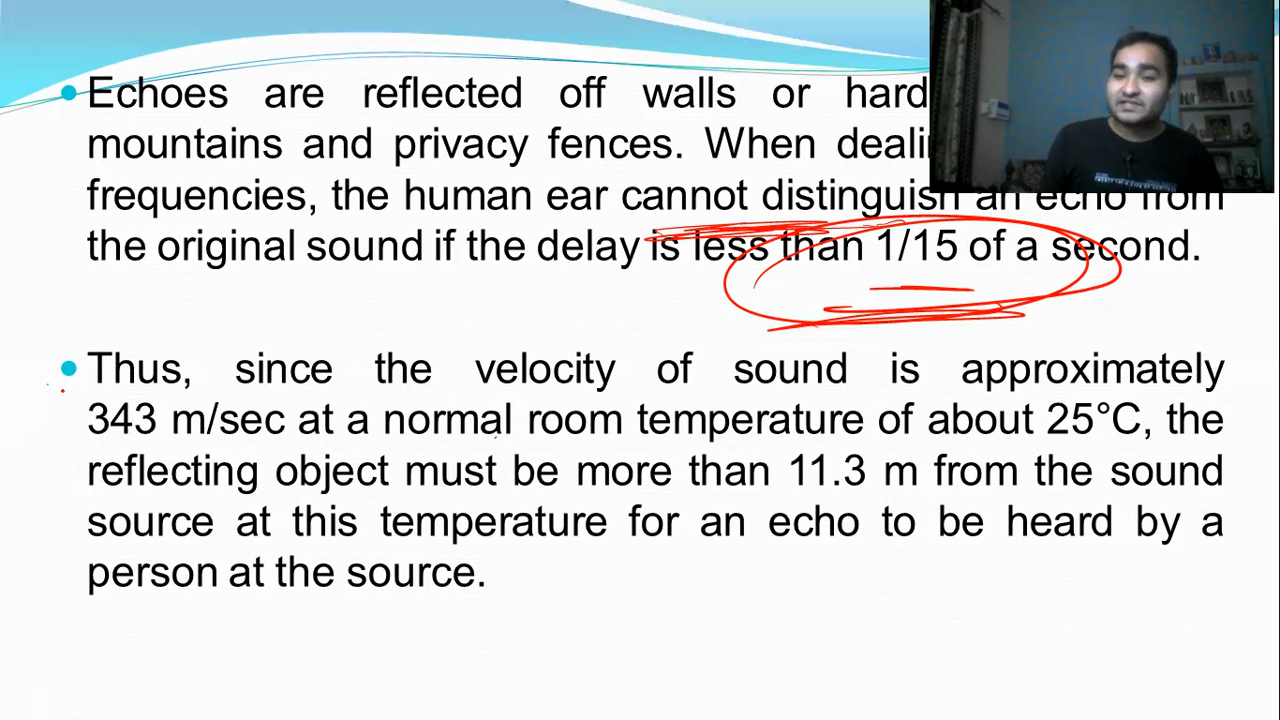 Echoes are reflected off walls or hard
mountains and privacy fences. When deali
frequencies, the human ear cannot distinguish an echo from
the original sound if the delay is less than 1/15 of a second.
Thus, since the velocity of sound is approximately
343 m/sec at a normal room temperature of about 25°C, the
reflecting object must be more than 11.3 m from the sound
source at this temperature for an echo to be heard by a
person at the source.